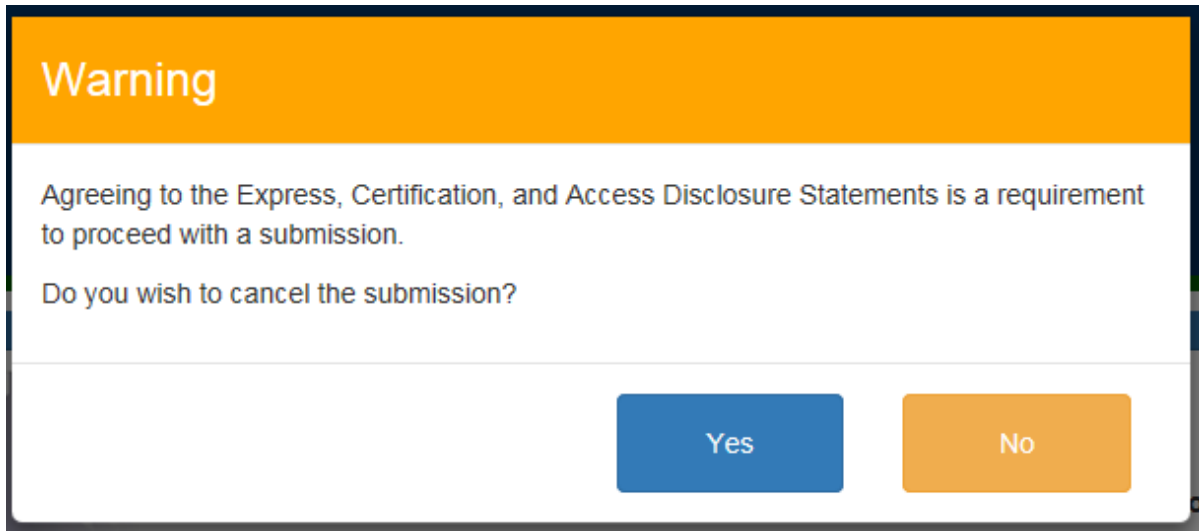 Warning
Agreeing to the Express, Certification, and Access Disclosure Statements is a requirement
to proceed with a submission.
Do you wish to cancel the submission?
Yes
No